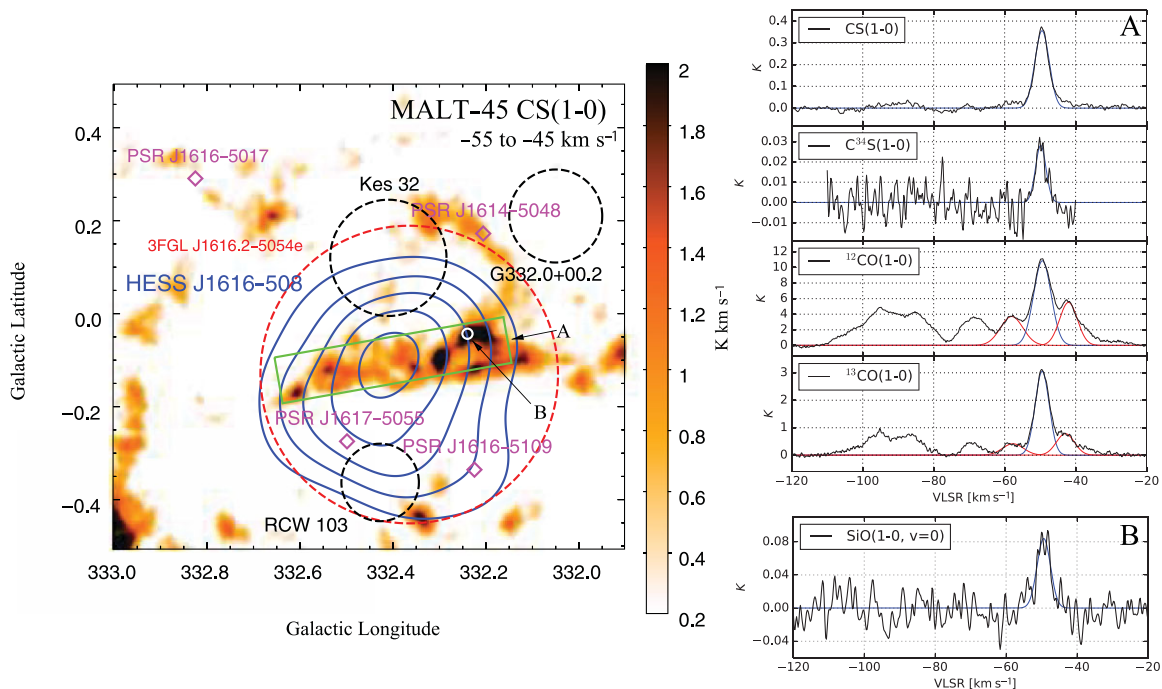 MALT-45 CS(1-0)
-55 to -45 km s⁻¹
PSR J1616-5017
Kes 32
PSR J1614-5048
3FGL J1616.2-5054e
G332.0+00.2
HESS J1616-508
A
B
PSR J1617-5055
PSR J1616-5109
RCW 103
0.4
0.2
0.0
−0.2
−0.4
Galactic Latitude
333.0 332.8 332.6 332.4 332.2 332.0
Galactic Longitude
2
1.8
1.6
1.4
1.2
1
0.8
0.6
0.4
0.2
K km s⁻¹
A
CS(1-0)
0.4
0.3
0.2
0.1
0.0
K
C³⁴S(1-0)
0.03
0.02
0.01
0.00
−0.01
K
¹²CO(1-0)
12
10
8
6
4
2
0
K
¹³CO(1-0)
3
2
1
0
K
−120 −100 −80 −60 −40 −20
VLSR [km s⁻¹]
B
SiO(1-0, v=0)
0.08
0.04
0.00
−0.04
K
−120 −100 −80 −60 −40 −20
VLSR [km s⁻¹]